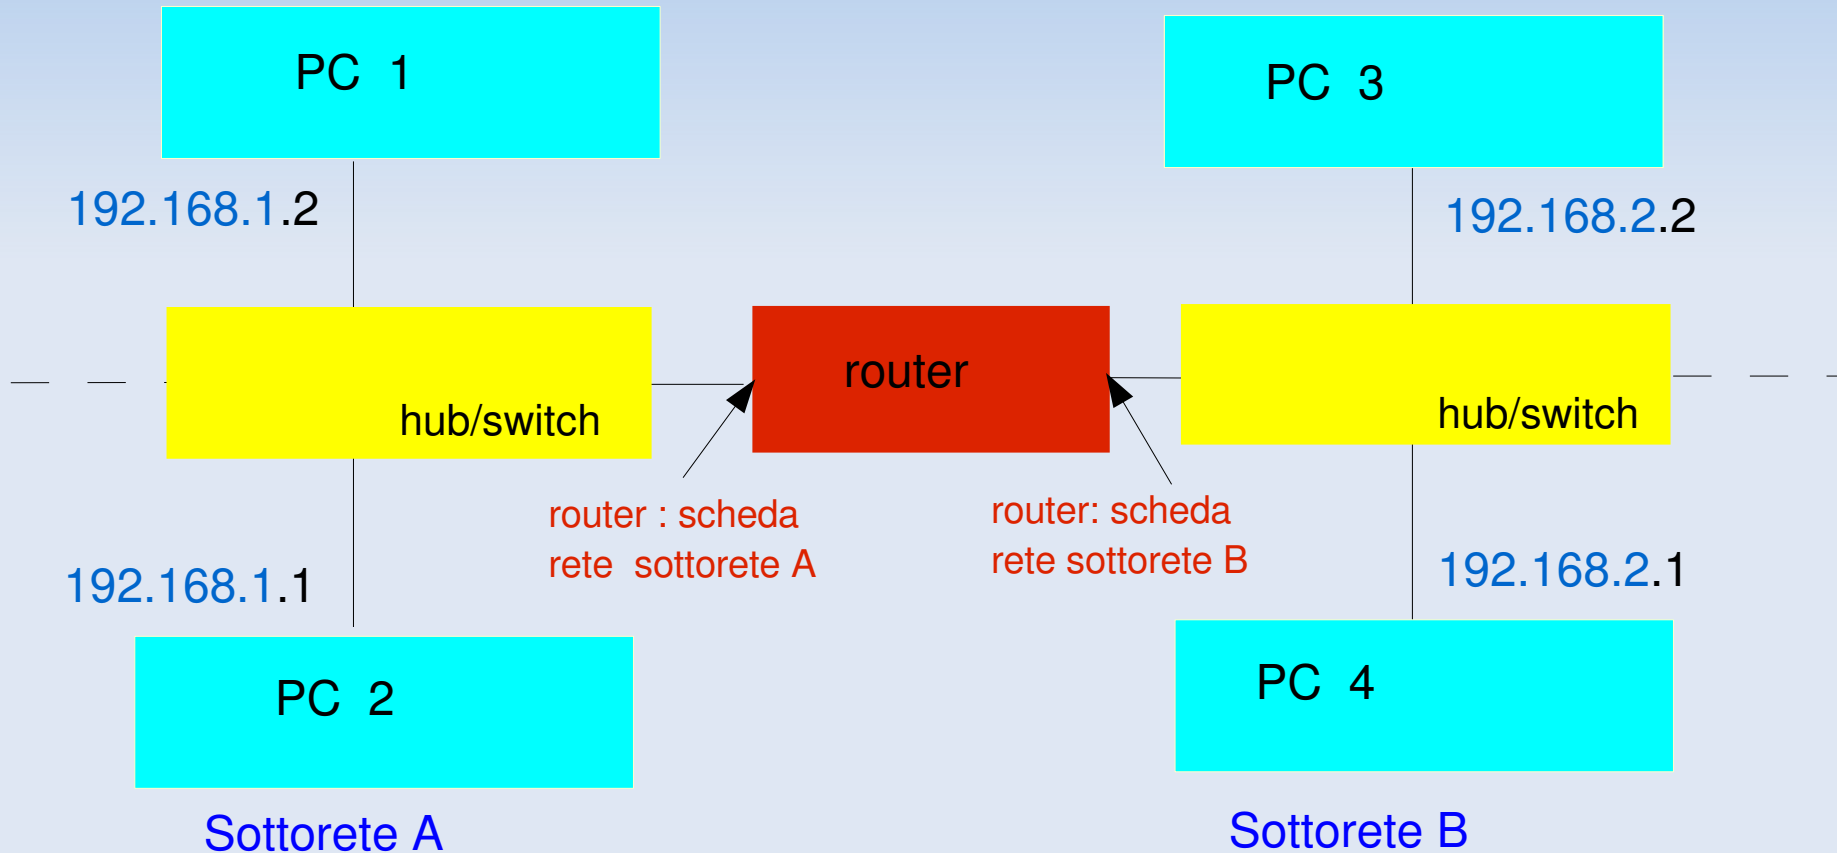 PC 1
PC 3
192.168.1.2
192.168.2.2
router
hub/switch
hub/switch
router : scheda
rete sottorete A
router: scheda
rete sottorete B
192.168.1.1
192.168.2.1
PC 2
PC 4
Sottorete A
Sottorete B